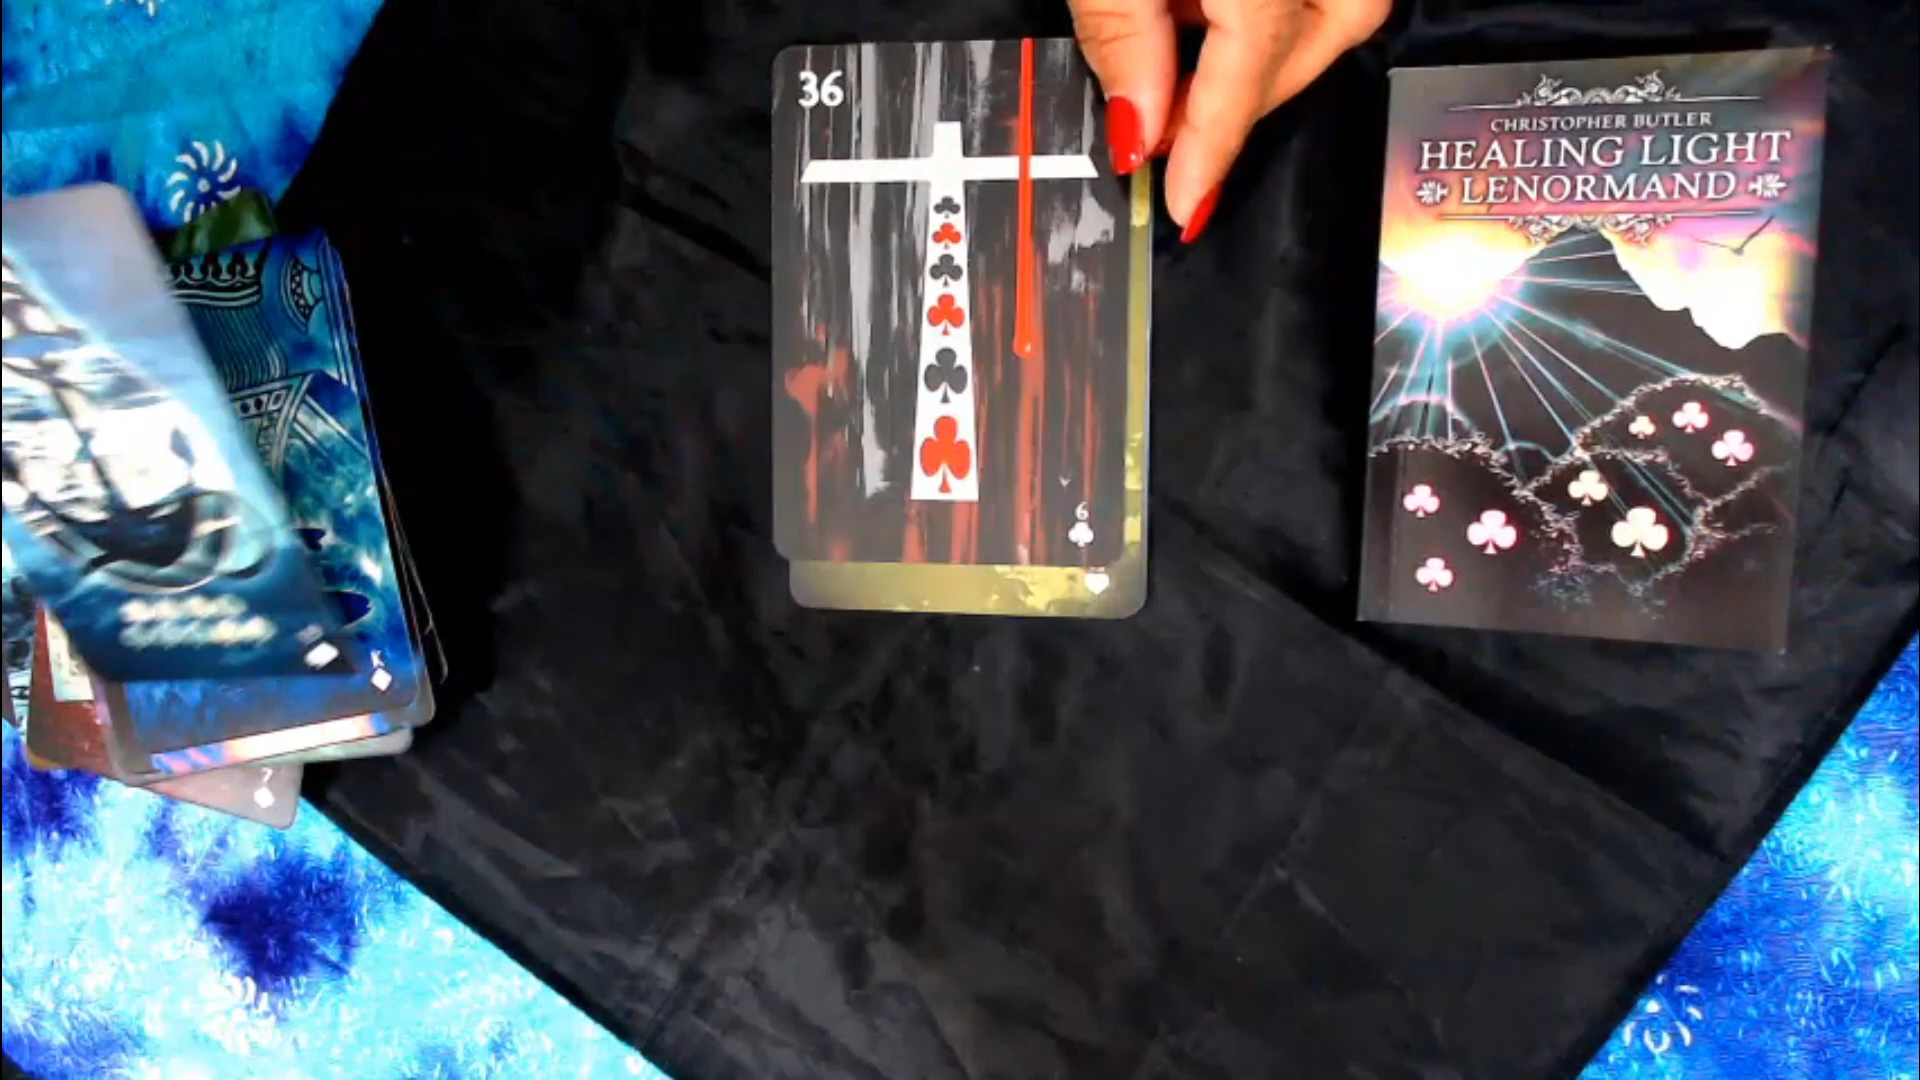 36
6
CHRISTOPHER BUTLER
HEALING LIGHT
LENORMAND
K
7